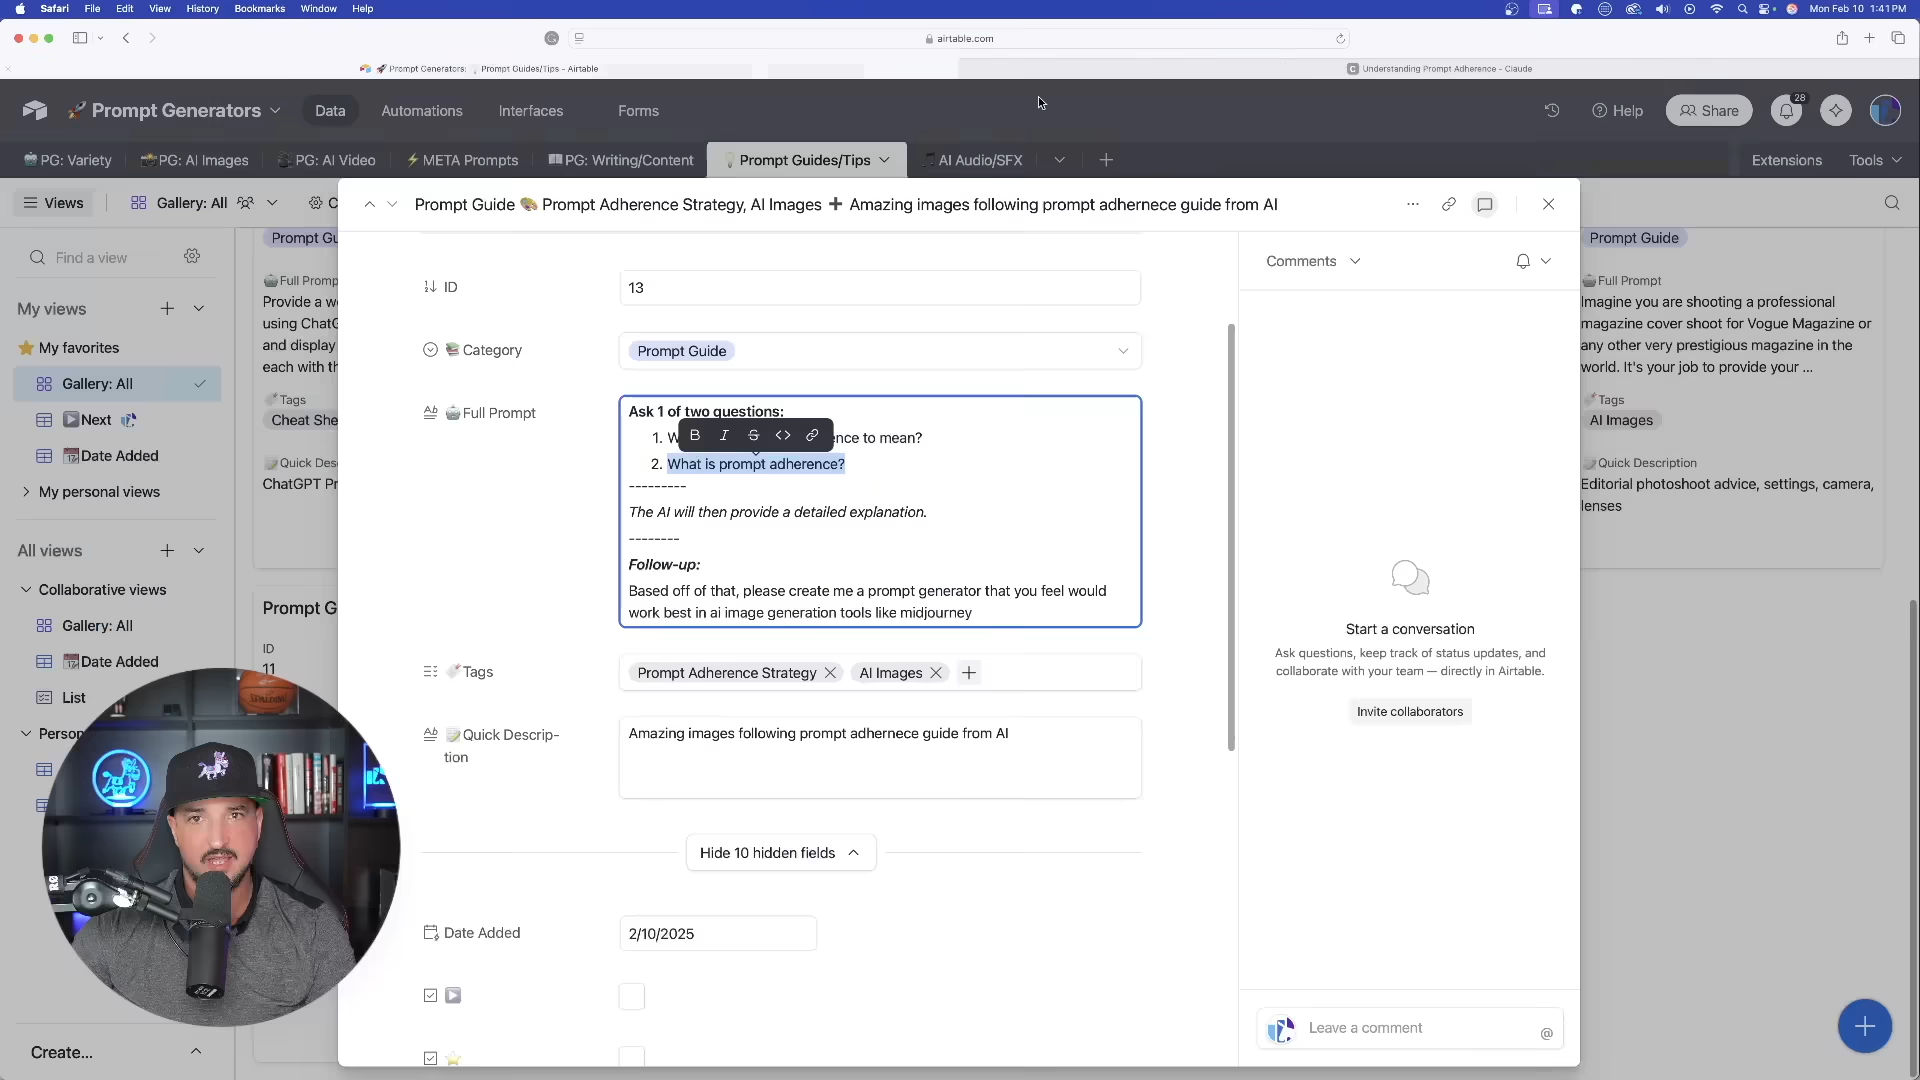 Safari File Edit View History Bookmarks Window Help
Mon Feb 10 1:41 PM
airtable.com
Prompt Generators: Prompt Guides/Tips - Airtable
Understanding Prompt Adherence - Claude
Prompt Generators
Data
Automations
Interfaces
Forms
Help
Share
28
PG: Variety
PG: AI Images
PG: AI Video
META Prompts
PG: Writing/Content
Prompt Guides/Tips
AI Audio/SFX
Extensions
Tools
Views
Gallery: All
C
Find a view
My views
My favorites
Gallery: All
Next
Date Added
My personal views
All views
Collaborative views
Gallery: All
Date Added
List
Person
Create...
Prompt Gu
Full Promp
Provide a w
using ChatG
and display
each with th
Tags
Cheat Shee
Quick Des
ChatGPT Pr
Prompt G
ID
11
Prompt Guide Prompt Adherence Strategy, AI Images + Amazing images following prompt adhernece guide from AI
ID
13
Category
Prompt Guide
Full Prompt
Ask 1 of two questions:
1. W ence to mean?
B I S <>
2. What is prompt adherence?
---------
The AI will then provide a detailed explanation.
--------
Follow-up:
Based off of that, please create me a prompt generator that you feel would
work best in ai image generation tools like midjourney
Tags
Prompt Adherence Strategy
AI Images
Quick Descrip-
tion
Amazing images following prompt adhernece guide from AI
Hide 10 hidden fields
Date Added
2/10/2025
Comments
Start a conversation
Ask questions, keep track of status updates, and
collaborate with your team — directly in Airtable.
Invite collaborators
Leave a comment
@
Prompt Guide
Full Prompt
Imagine you are shooting a professional
magazine cover shoot for Vogue Magazine or
any other very prestigious magazine in the
world. It's your job to provide your ...
Tags
AI Images
Quick Description
Editorial photoshoot advice, settings, camera,
lenses